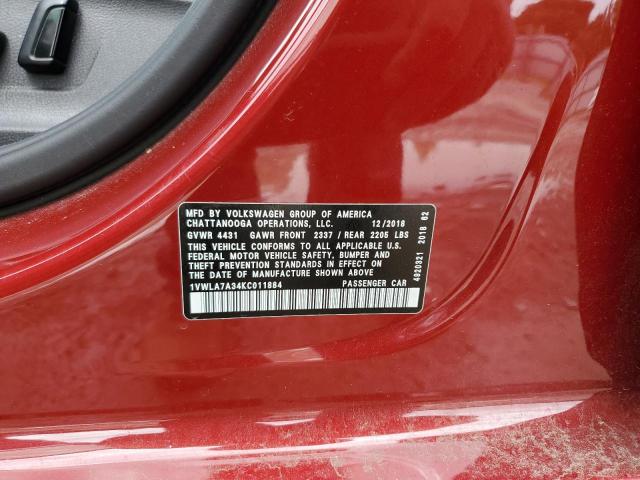 MFD BY VOLKSWAGEN GROUP OF AMERICA
CHATTANOOGA OPERATIONS, LLC. 12/2018
GVWR 4431 GAWR FRONT 2337 / REAR 2205 LBS
THIS VEHICLE CONFORMS TO ALL APPLICABLE U.S.
FEDERAL MOTOR VEHICLE SAFETY, BUMPER AND
THEFT PREVENTION STANDARDS IN EFFECT ON
THE DATE OF MANUFACTURE SHOWN ABOVE
1VWLA7A34KC011884 PASSENGER CAR
4920321 2018 62